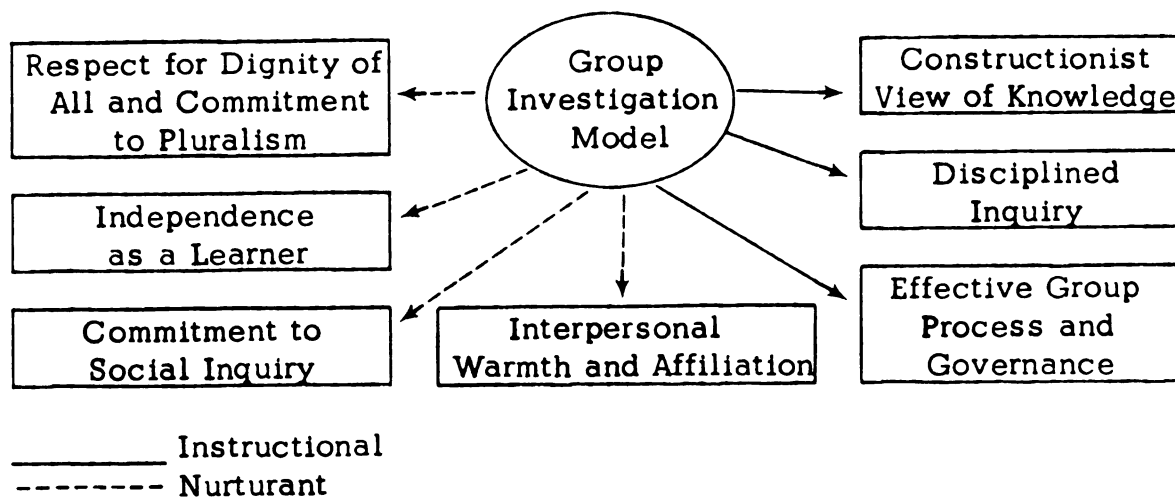 Group
Investigation
Model
Respect for Dignity of
All and Commitment
to Pluralism
Independence
as a Learner
Commitment to
Social Inquiry
Interpersonal
Warmth and Affiliation
Constructionist
View of Knowledge
Disciplined
Inquiry
Effective Group
Process and
Governance
Instructional
Nurturant